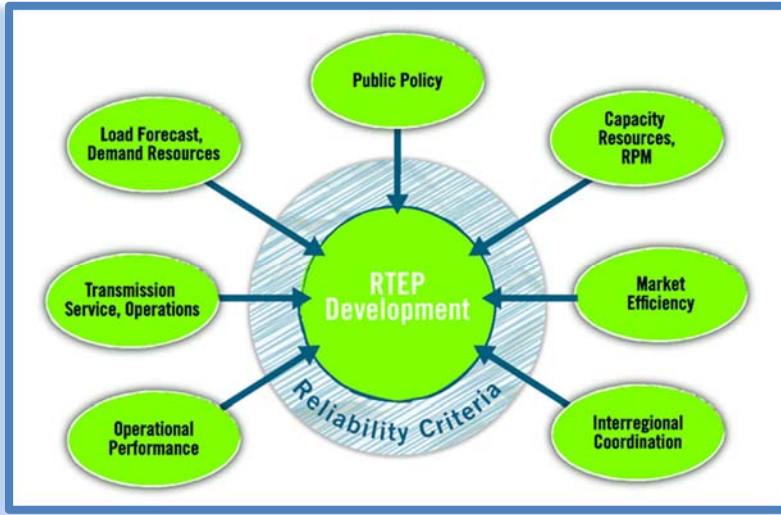 Public Policy
Load Forecast,
Demand Resources
Capacity
Resources,
RPM
Transmission
Service, Operations
RTEP
Development
Market
Efficiency
Operational
Performance
Reliability Criteria
Interregional
Coordination